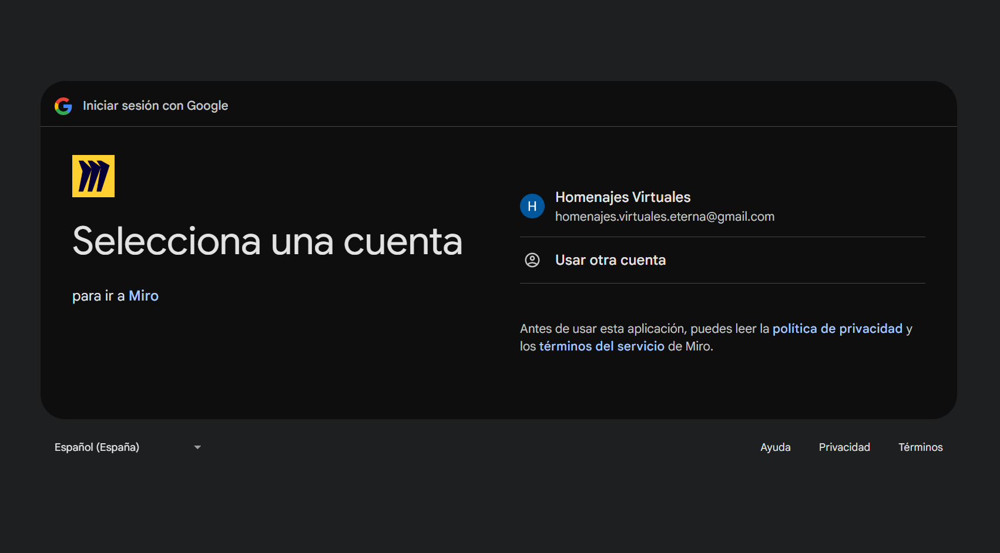 Iniciar sesión con Google
Selecciona una cuenta
para ir a Miro
H
Homenajes Virtuales
homenajes.virtuales.eterna@gmail.com
Usar otra cuenta
Antes de usar esta aplicación, puedes leer la política de privacidad y
los términos del servicio de Miro.
Español (España)
Ayuda
Privacidad
Términos